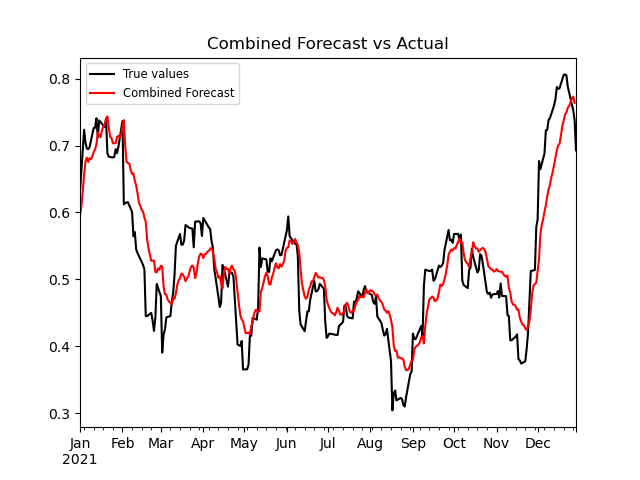 Combined Forecast vs Actual
True values
Combined Forecast
0.8
0.7
0.6
0.5
0.4
0.3
Jan Feb Mar Apr May Jun Jul Aug Sep Oct Nov Dec
2021